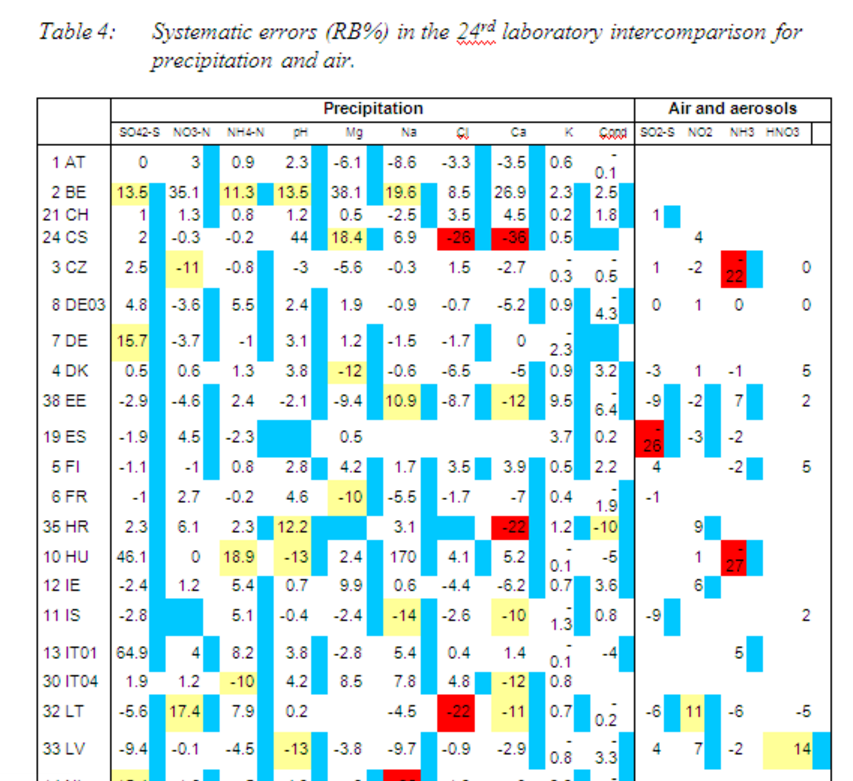 Table 4: Systematic errors (RB%) in the 24rd laboratory intercomparison for
precipitation and air.
Precipitation Air and aerosols
SO42-S NO3-N NH4-N pH Mg Na Cl Ca K Cond SO2-S NO2 NH3 HNO3
1 AT 0 3 0.9 2.3 -6.1 -8.6 -3.3 -3.5 0.6 -0.1
2 BE 13.5 35.1 11.3 13.5 38.1 19.6 8.5 26.9 2.3 2.5
21 CH 1 1.3 0.8 1.2 0.5 -2.5 3.5 4.5 0.2 1.8 1
24 CS 2 -0.3 -0.2 44 18.4 6.9 -26 -36 0.5 4
3 CZ 2.5 -11 -0.8 -3 -5.6 -0.3 1.5 -2.7 -0.3 -0.5 1 -2 -22 0
8 DE03 4.8 -3.6 5.5 2.4 1.9 -0.9 -0.7 -5.2 0.9 -4.3 0 1 0 0
7 DE 15.7 -3.7 -1 3.1 1.2 -1.5 -1.7 0 -2.3
4 DK 0.5 0.6 1.3 3.8 -12 -0.6 -6.5 -5 0.9 3.2 -3 1 -1 5
38 EE -2.9 -4.6 2.4 -2.1 -9.4 10.9 -8.7 -12 9.5 -6.4 -9 -2 7 2
19 ES -1.9 4.5 -2.3 0.5 3.7 0.2 -26 -3 -2
5 FI -1.1 -1 0.8 2.8 4.2 1.7 3.5 3.9 0.5 2.2 4 -2 5
6 FR -1 2.7 -0.2 4.6 -10 -5.5 -1.7 -7 0.4 -1.9 -1
35 HR 2.3 6.1 2.3 12.2 3.1 -22 1.2 -10 9
10 HU 46.1 0 18.9 -13 2.4 170 4.1 5.2 -0.1 -5 1 -27
12 IE -2.4 1.2 5.4 0.7 9.9 0.6 -4.4 -6.2 0.7 3.6 6
11 IS -2.8 5.1 -0.4 -2.4 -14 -2.6 -10 -1.3 0.8 -9 2
13 IT01 64.9 4 8.2 3.8 -2.8 5.4 0.4 1.4 -0.1 -4 5
30 IT04 1.9 1.2 -10 4.2 8.5 7.8 4.8 -12 0.8
32 LT -5.6 17.4 7.9 0.2 -4.5 -22 -11 0.7 -0.2 -6 11 -6 -5
33 LV -9.4 -0.1 -4.5 -13 -3.8 -9.7 -0.9 -2.9 -0.8 -3.3 4 7 -2 14